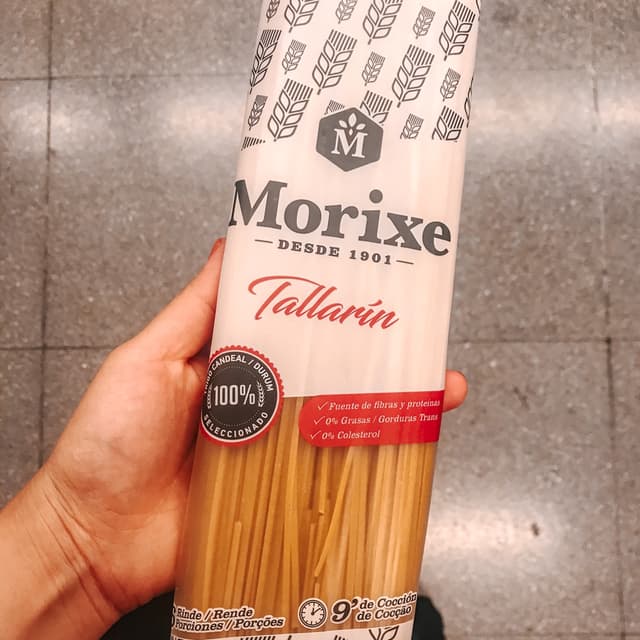 M
Morixe
DESDE 1901
Tallarín
CANDEAL / DURUM
100%
SELECCIONADO
✓ Fuente de fibras y proteínas
✓ 0% Grasas / Gorduras Trans
✓ 0% Colesterol
Rinde / Rende
Porciones / Porções
9' de Cocción
de Cocção